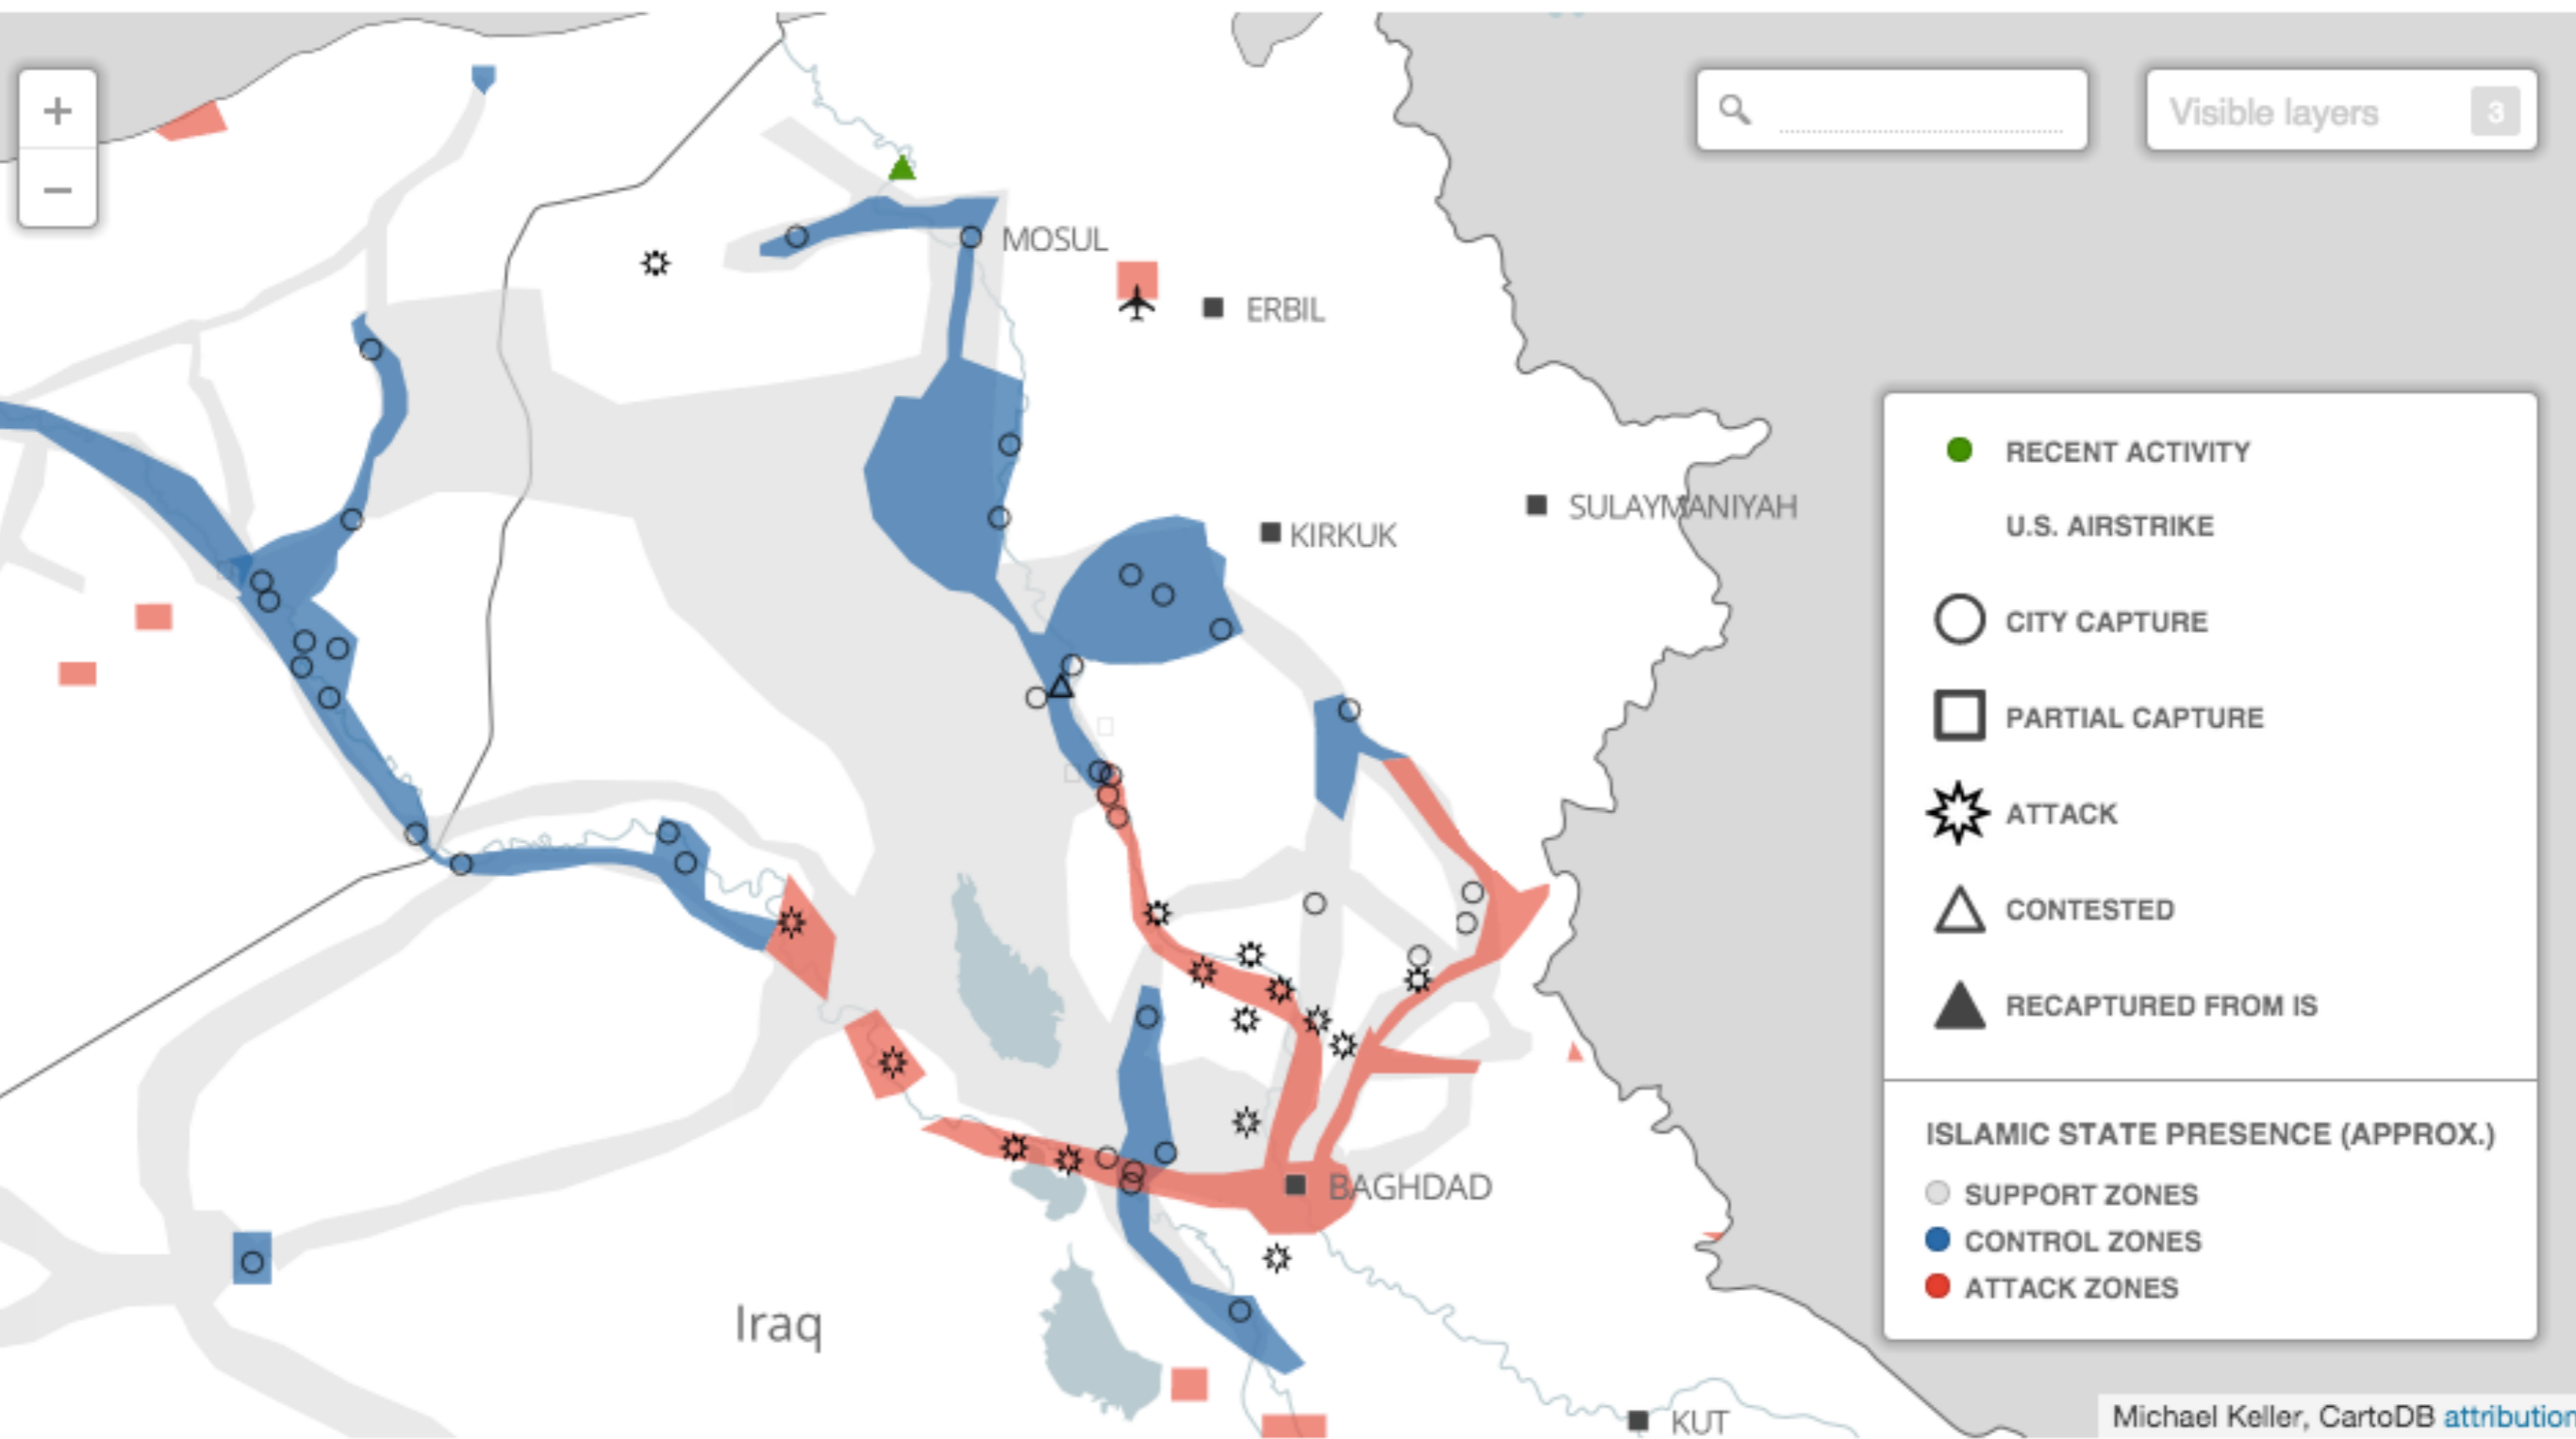 +
−
Visible layers 3
MOSUL
ERBIL
SULAYMANIYAH
KIRKUK
BAGHDAD
Iraq
KUT
RECENT ACTIVITY
U.S. AIRSTRIKE
CITY CAPTURE
PARTIAL CAPTURE
ATTACK
CONTESTED
RECAPTURED FROM IS
ISLAMIC STATE PRESENCE (APPROX.)
SUPPORT ZONES
CONTROL ZONES
ATTACK ZONES
Michael Keller, CartoDB attribution